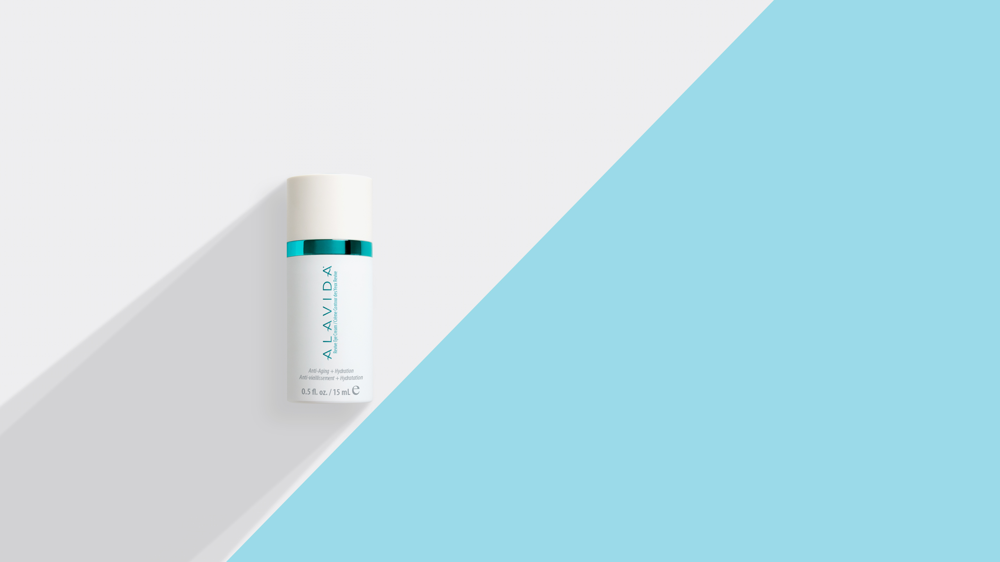 ALAVIDA
Revive Eye Cream / Crème Contour des Yeux Revive
Anti-Aging + Hydration
Anti-vieillissement + Hydratation
0.5 fl. oz. / 15 mL e